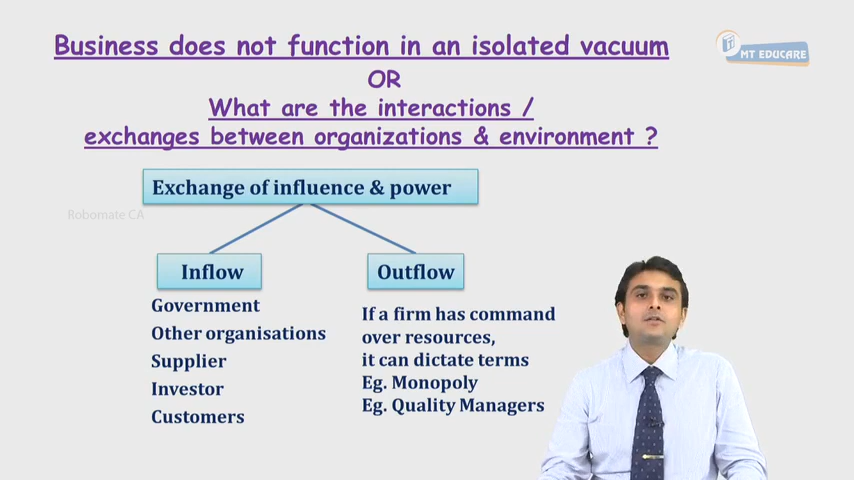 Business does not function in an isolated vacuum
OR
What are the interactions /
exchanges between organizations & environment ?
MT EDUCARE
Exchange of influence & power
Robomate CA
Inflow
Government
Other organisations
Supplier
Investor
Customers
Outflow
If a firm has command
over resources,
it can dictate terms
Eg. Monopoly
Eg. Quality Managers